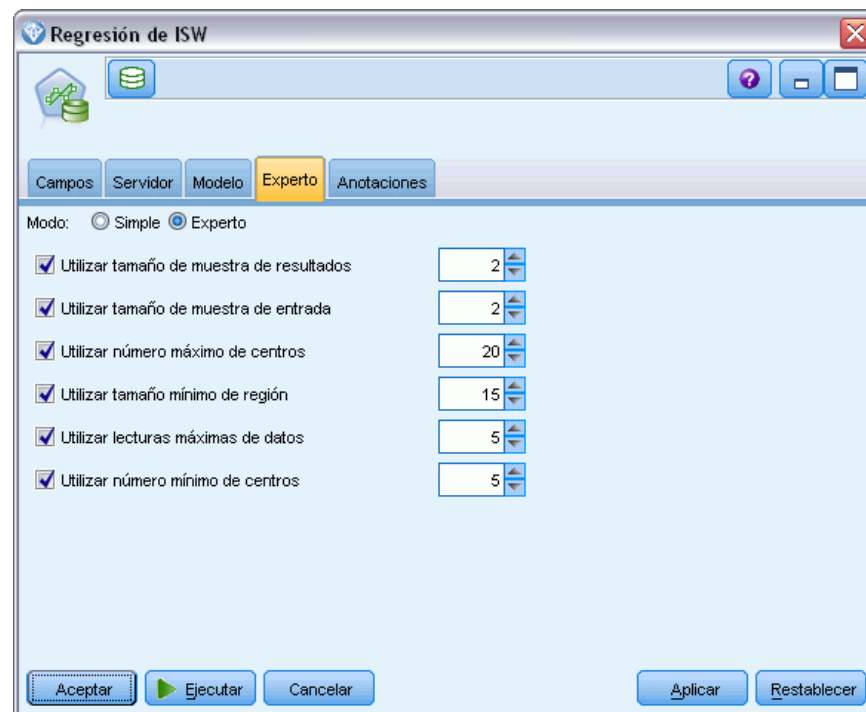 Regresión de ISW
Campos Servidor Modelo Experto Anotaciones
Modo: Simple Experto
Utilizar tamaño de muestra de resultados 2
Utilizar tamaño de muestra de entrada 2
Utilizar número máximo de centros 20
Utilizar tamaño mínimo de región 15
Utilizar lecturas máximas de datos 5
Utilizar número mínimo de centros 5
Aceptar Ejecutar Cancelar Aplicar Restablecer